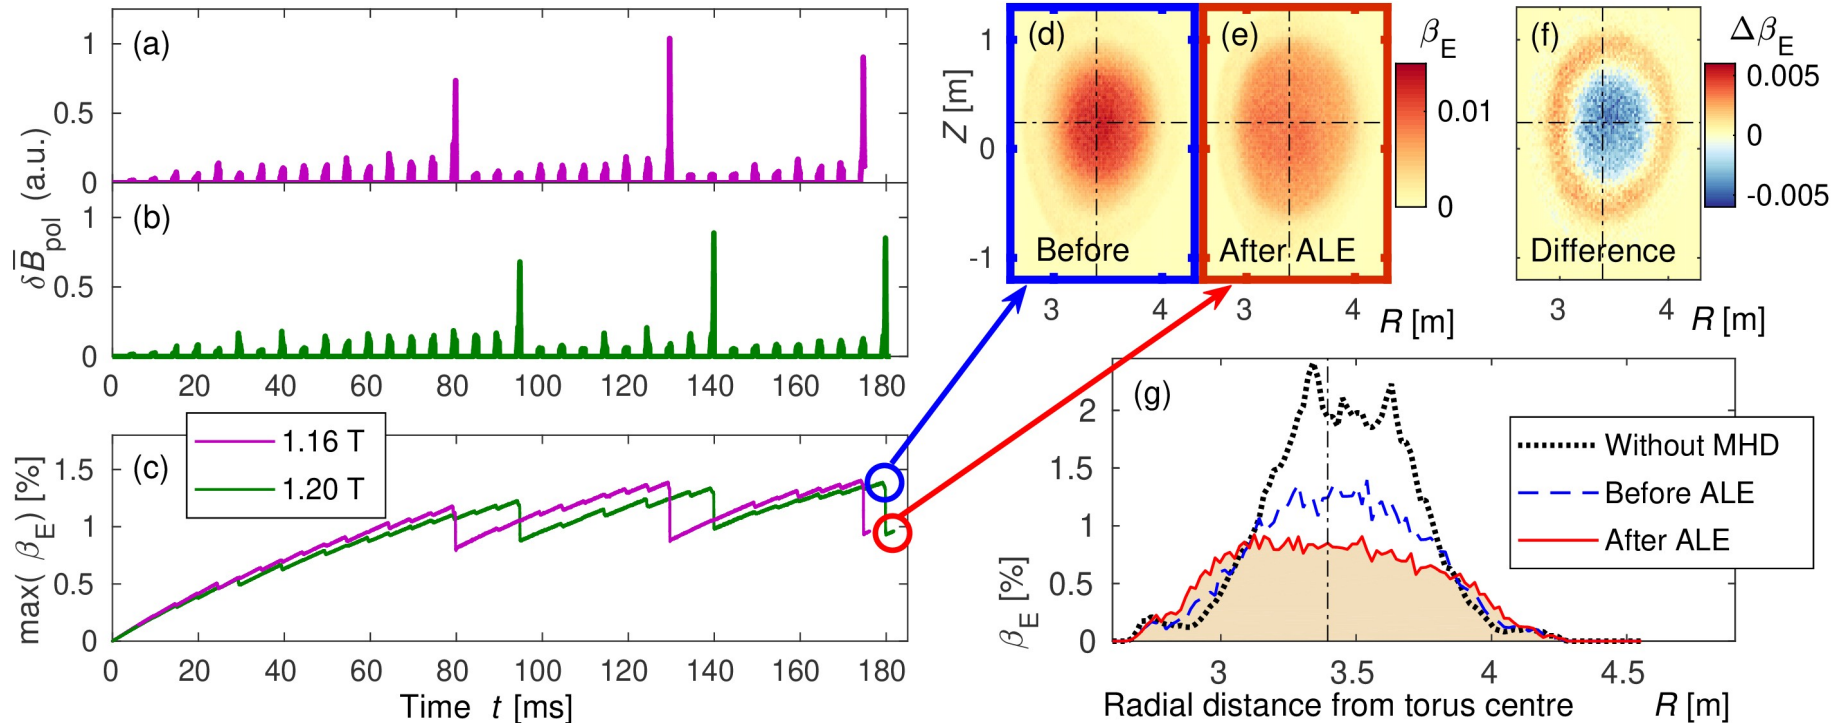 (a)
1
0.5
0
(b)
1
0.5
0
δB̅pol (a.u.)
0 20 40 60 80 100 120 140 160 180
1.16 T
1.20 T
(c)
1.5
1
0.5
0
max( βE) [%]
0 20 40 60 80 100 120 140 160 180
Time t [ms]
(d) (e) βE (f) ΔβE
1
0
-1
Z [m]
0.01
0
0.005
0
-0.005
Before After ALE Difference
3 4 3 4 R [m] 3 4 R [m]
(g)
2
1.5
1
0.5
0
βE [%]
Without MHD
Before ALE
After ALE
3 3.5 4 4.5
Radial distance from torus centre R [m]